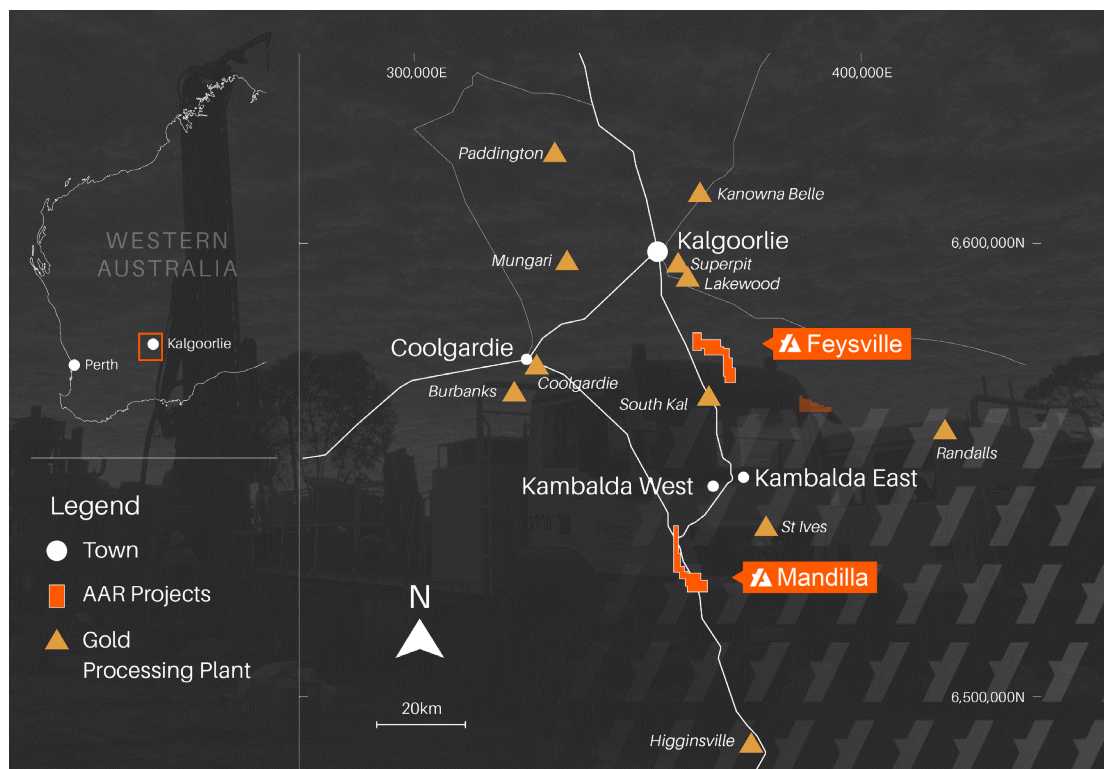 300,000E
400,000E
Paddington
Kanowna Belle
WESTERN
AUSTRALIA
Kalgoorlie
6,600,000N
Mungari
Superpit
Lakewood
Kalgoorlie
Perth
Coolgardie
Feysville
Coolgardie
Burbanks
South Kal
Randalls
Kambalda West
Kambalda East
Legend
St Ives
Town
Mandilla
AAR Projects
N
Gold
Processing Plant
6,500,000N
20km
Higginsville